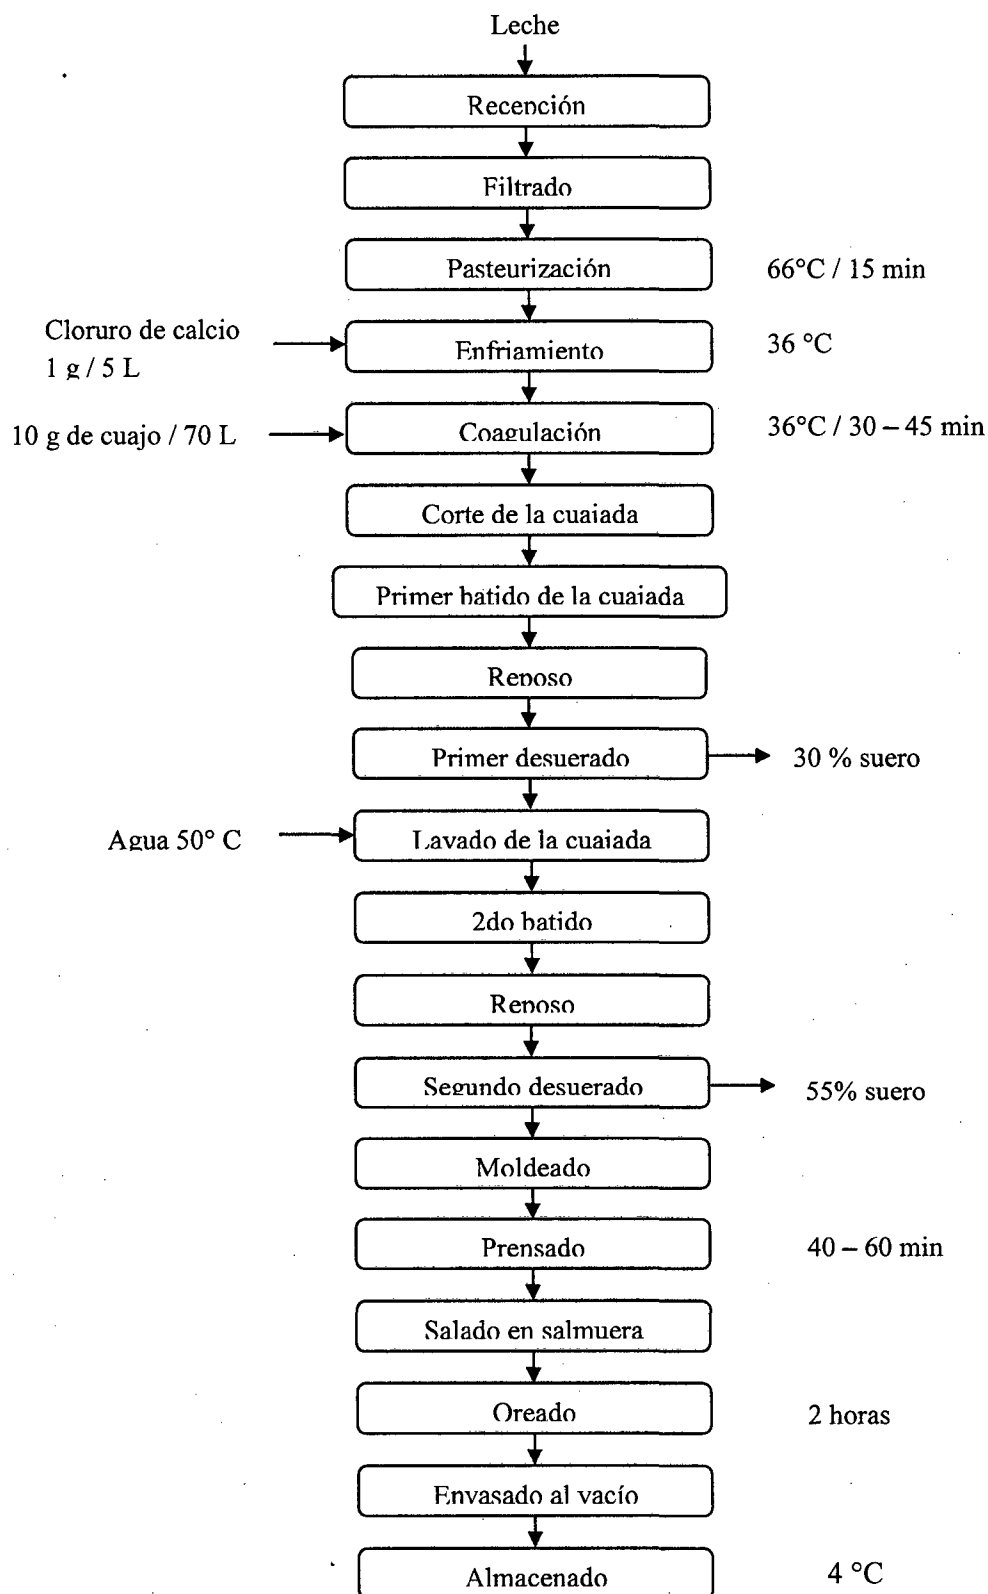 Leche
Recepción
Filtrado
Pasteurización
66°C / 15 min
Cloruro de calcio
1 g / 5 L
Enfriamiento
36 °C
10 g de cuajo / 70 L
Coagulación
36°C / 30 – 45 min
Corte de la cuajada
Primer batido de la cuajada
Reposo
Primer desuerado
30 % suero
Agua 50° C
Lavado de la cuajada
2do batido
Reposo
Segundo desuerado
55% suero
Moldeado
Prensado
40 – 60 min
Salado en salmuera
Oreado
2 horas
Envasado al vacío
Almacenado
4 °C